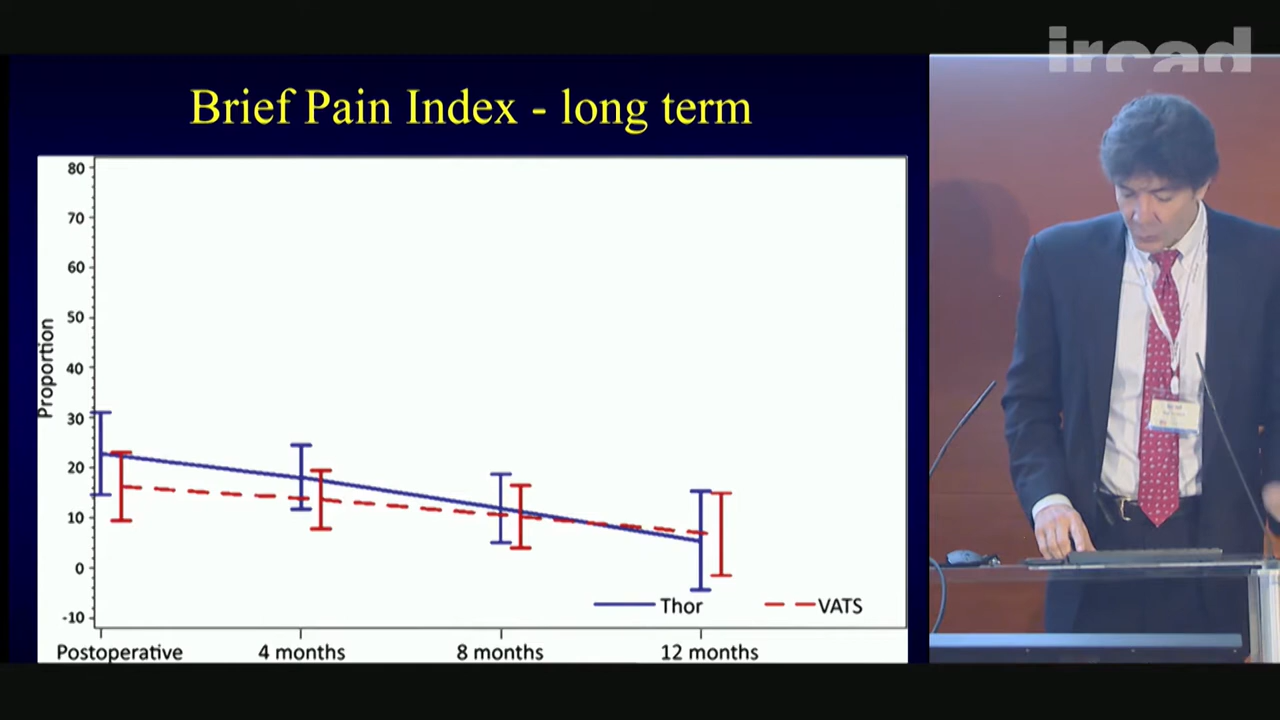 ircad
Brief Pain Index - long term
80
70
60
50
40
30
20
10
0
-10
Proportion
Thor
VATS
Postoperative
4 months
8 months
12 months